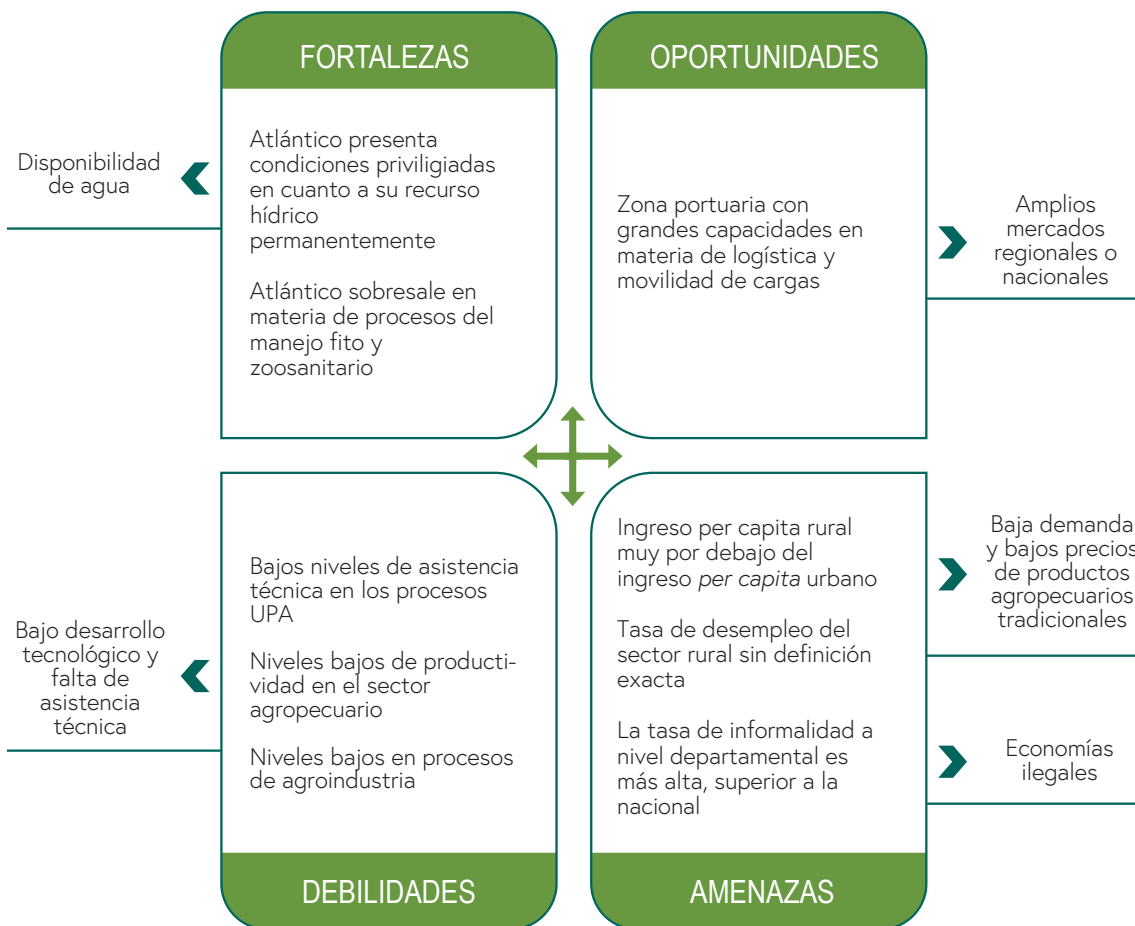 FORTALEZAS
Disponibilidad
de agua
Atlántico presenta
condiciones priviligiadas
en cuanto a su recurso
hídrico
permanentemente
Atlántico sobresale en
materia de procesos del
manejo fito y
zoosanitario
OPORTUNIDADES
Zona portuaria con
grandes capacidades en
materia de logística y
movilidad de cargas
Amplios
mercados
regionales o
nacionales
Bajo desarrollo
tecnológico y
falta de
asistencia
técnica
Bajos niveles de asistencia
técnica en los procesos
UPA
Niveles bajos de producti-
vidad en el sector
agropecuario
Niveles bajos en procesos
de agroindustria
DEBILIDADES
Ingreso per capita rural
muy por debajo del
ingreso per capita urbano
Tasa de desempleo del
sector rural sin definición
exacta
La tasa de informalidad a
nivel departamental es
más alta, superior a la
nacional
AMENAZAS
Baja demanda
y bajos precios
de productos
agropecuarios
tradicionales
Economías
ilegales